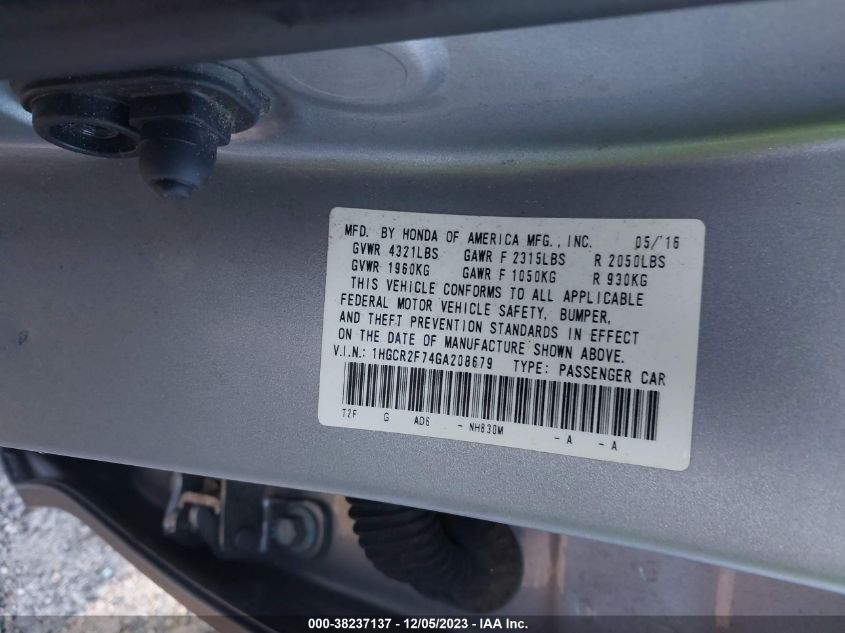 MFD. BY HONDA OF AMERICA MFG., INC. 05/'16
GVWR 4321LBS GAWR F 2315LBS R 2050LBS
GVWR 1960KG GAWR F 1050KG R 930KG
THIS VEHICLE CONFORMS TO ALL APPLICABLE
FEDERAL MOTOR VEHICLE SAFETY, BUMPER,
AND THEFT PREVENTION STANDARDS IN EFFECT
ON THE DATE OF MANUFACTURE SHOWN ABOVE.
V.I.N.: 1HGCR2F74GA208679 TYPE: PASSENGER CAR
T2F G AD6 - NH830M - A - A
000-38237137 - 12/05/2023 - IAA Inc.